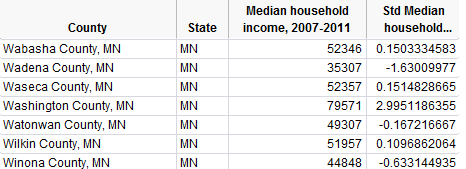 County State Median household income, 2007-2011 Std Median household...
Wabasha County, MN MN 52346 0.1503334583
Wadena County, MN MN 35307 -1.63009977
Waseca County, MN MN 52357 0.1514828665
Washington County, MN MN 79571 2.9951186355
Watonwan County, MN MN 49307 -0.167216667
Wilkin County, MN MN 51957 0.1096862064
Winona County, MN MN 44848 -0.633144935